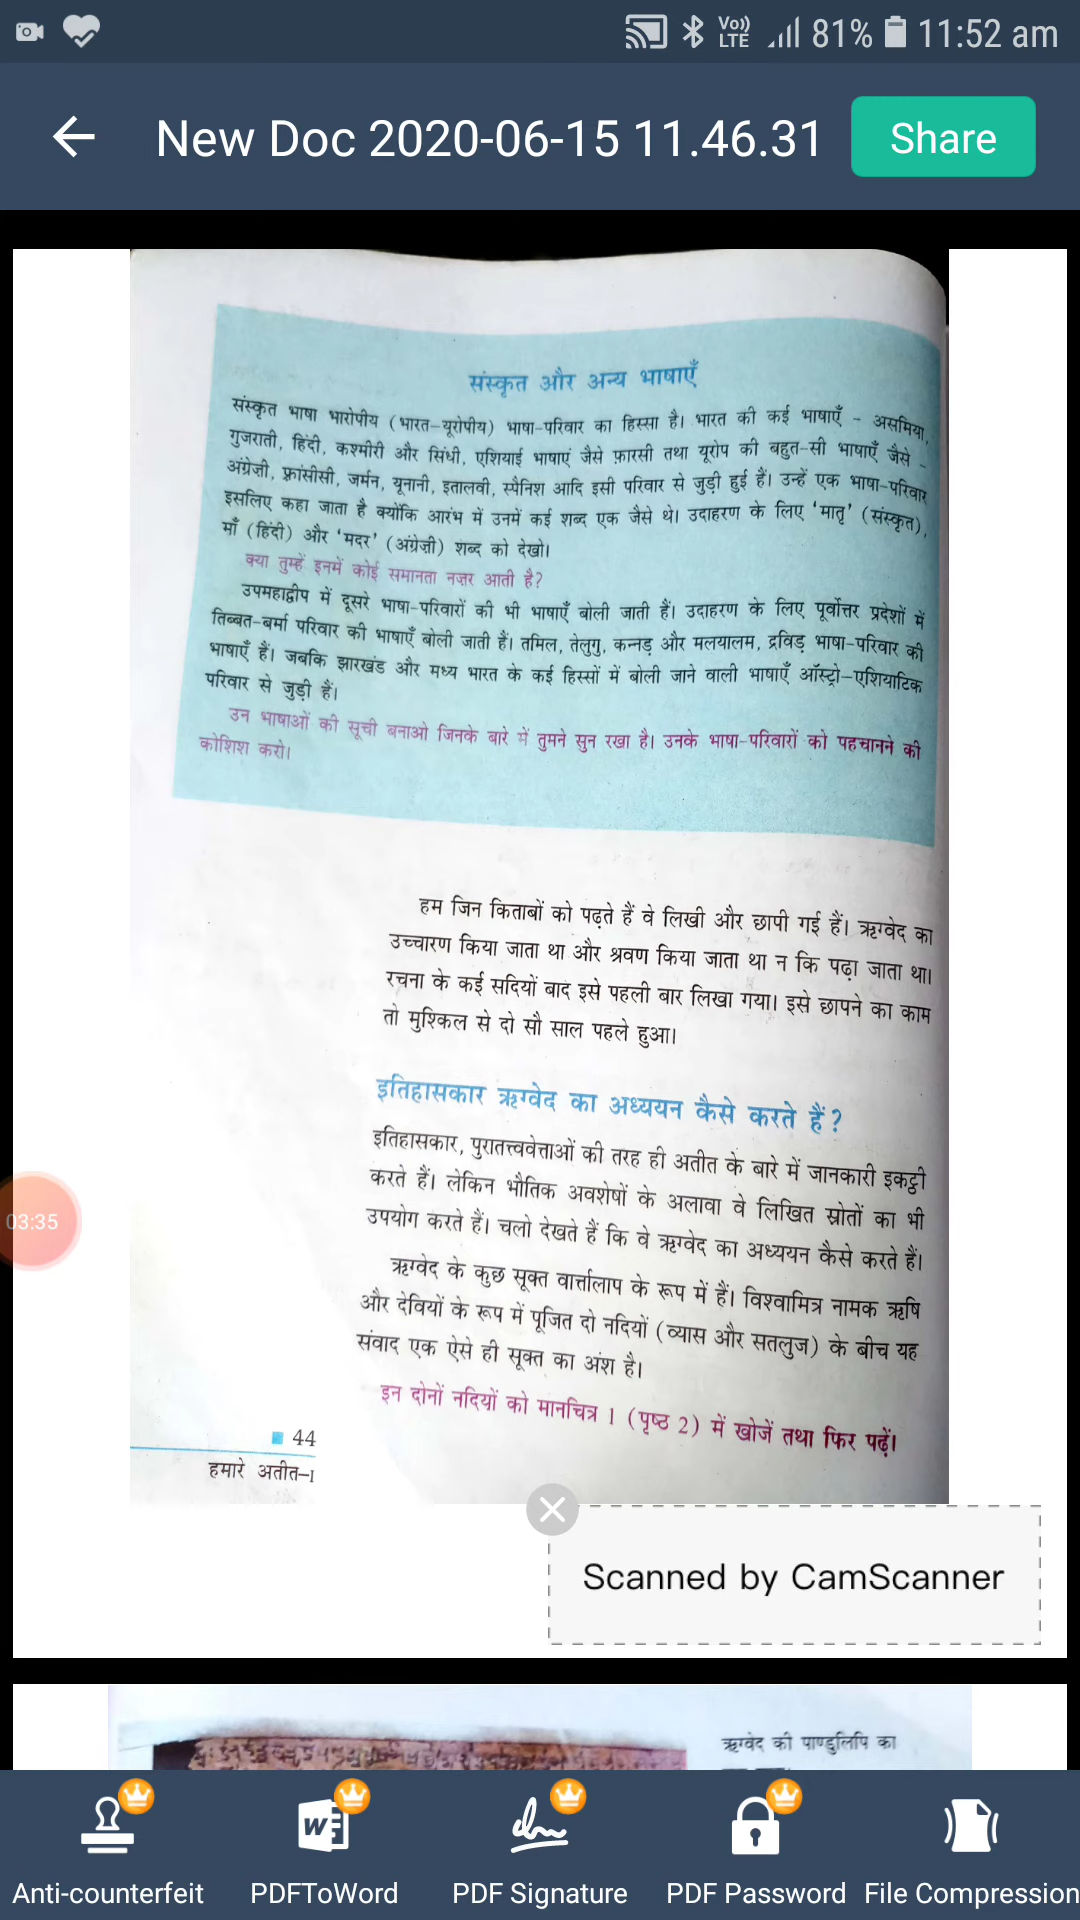 Vo)) LTE 81% 11:52 am
New Doc 2020-06-15 11.46.31 Share
संस्कृत और अन्य भाषाएँ
संस्कृत भाषा भारोपीय (भारत-यूरोपीय) भाषा-परिवार का हिस्सा है। भारत की कई भाषाएँ - असमिया,
गुजराती, हिंदी, कश्मीरी और सिंधी, एशियाई भाषाएं जैसे फ़ारसी तथा यूरोप की बहुत-सी भाषाएँ जैसे -
अंग्रेज़ी, फ़्रांसीसी, जर्मन, यूनानी, इतालवी, स्पैनिश आदि इसी परिवार से जुड़ी हुई हैं। उन्हें एक भाषा-परिवार
इसलिए कहा जाता है क्योंकि आरंभ में उनमें कई शब्द एक जैसे थे। उदाहरण के लिए 'मातृ' (संस्कृत),
माँ (हिंदी) और 'मदर' (अंग्रेज़ी) शब्द को देखो।
क्या तुम्हें इनमें कोई समानता नज़र आती है?
उपमहाद्वीप में दूसरे भाषा-परिवारों की भी भाषाएँ बोली जाती हैं। उदाहरण के लिए पूर्वोत्तर प्रदेशों में
तिब्बत-बर्मा परिवार की भाषाएँ बोली जाती हैं। तमिल, तेलुगु, कन्नड़ और मलयालम, द्रविड़ भाषा-परिवार की
भाषाएँ हैं। जबकि झारखंड और मध्य भारत के कई हिस्सों में बोली जाने वाली भाषाएँ ऑस्ट्रो-एशियाटिक
परिवार से जुड़ी हैं।
उन भाषाओं की सूची बनाओ जिनके बारे में तुमने सुन रखा है। उनके भाषा-परिवारों को पहचानने की
कोशिश करो।
हम जिन किताबों को पढ़ते हैं वे लिखी और छापी गई हैं। ऋग्वेद का
उच्चारण किया जाता था और श्रवण किया जाता था न कि पढ़ा जाता था।
रचना के कई सदियों बाद इसे पहली बार लिखा गया। इसे छापने का काम
तो मुश्किल से दो सौ साल पहले हुआ।
इतिहासकार ऋग्वेद का अध्ययन कैसे करते हैं?
इतिहासकार, पुरातत्त्ववेत्ताओं की तरह ही अतीत के बारे में जानकारी इकट्ठी
करते हैं। लेकिन भौतिक अवशेषों के अलावा वे लिखित स्रोतों का भी
उपयोग करते हैं। चलो देखते हैं कि वे ऋग्वेद का अध्ययन कैसे करते हैं।
ऋग्वेद के कुछ सूक्त वार्त्तालाप के रूप में हैं। विश्वामित्र नामक ऋषि
और देवियों के रूप में पूजित दो नदियों (व्यास और सतलुज) के बीच यह
संवाद एक ऐसे ही सूक्त का अंश है।
इन दोनों नदियों को मानचित्र 1 (पृष्ठ 2) में खोजें तथा फिर पढ़ें।
44
हमारे अतीत-I
03:35
Scanned by CamScanner
ऋग्वेद की पाण्डुलिपि का
Anti-counterfeit PDFToWord PDF Signature PDF Password File Compression